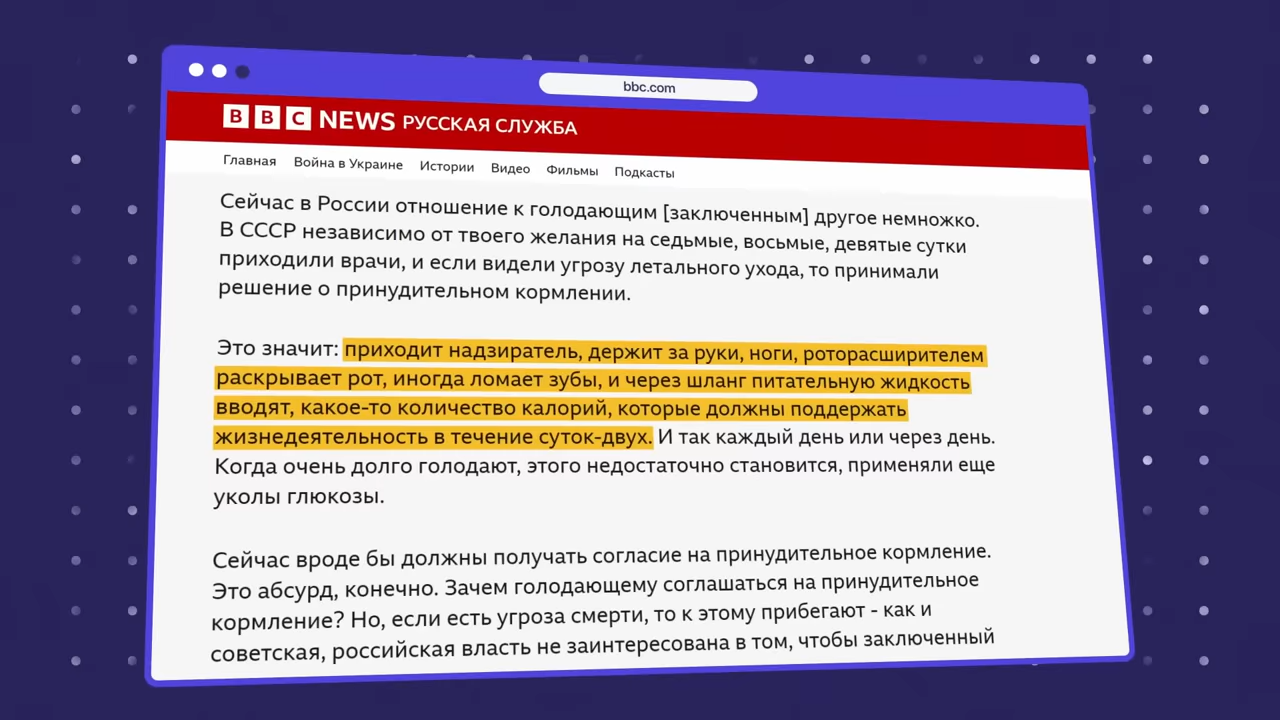 bbc.com
BBC NEWS РУССКАЯ СЛУЖБА
Главная Война в Украине Истории Видео Фильмы Подкасты
Сейчас в России отношение к голодающим [заключенным] другое немножко.
В СССР независимо от твоего желания на седьмые, восьмые, девятые сутки
приходили врачи, и если видели угрозу летального ухода, то принимали
решение о принудительном кормлении.
Это значит: приходит надзиратель, держит за руки, ноги, роторасширителем
раскрывает рот, иногда ломает зубы, и через шланг питательную жидкость
вводят, какое-то количество калорий, которые должны поддержать
жизнедеятельность в течение суток-двух. И так каждый день или через день.
Когда очень долго голодают, этого недостаточно становится, применяли еще
уколы глюкозы.
Сейчас вроде бы должны получать согласие на принудительное кормление.
Это абсурд, конечно. Зачем голодающему соглашаться на принудительное
кормление? Но, если есть угроза смерти, то к этому прибегают - как и
советская, российская власть не заинтересована в том, чтобы заключенный